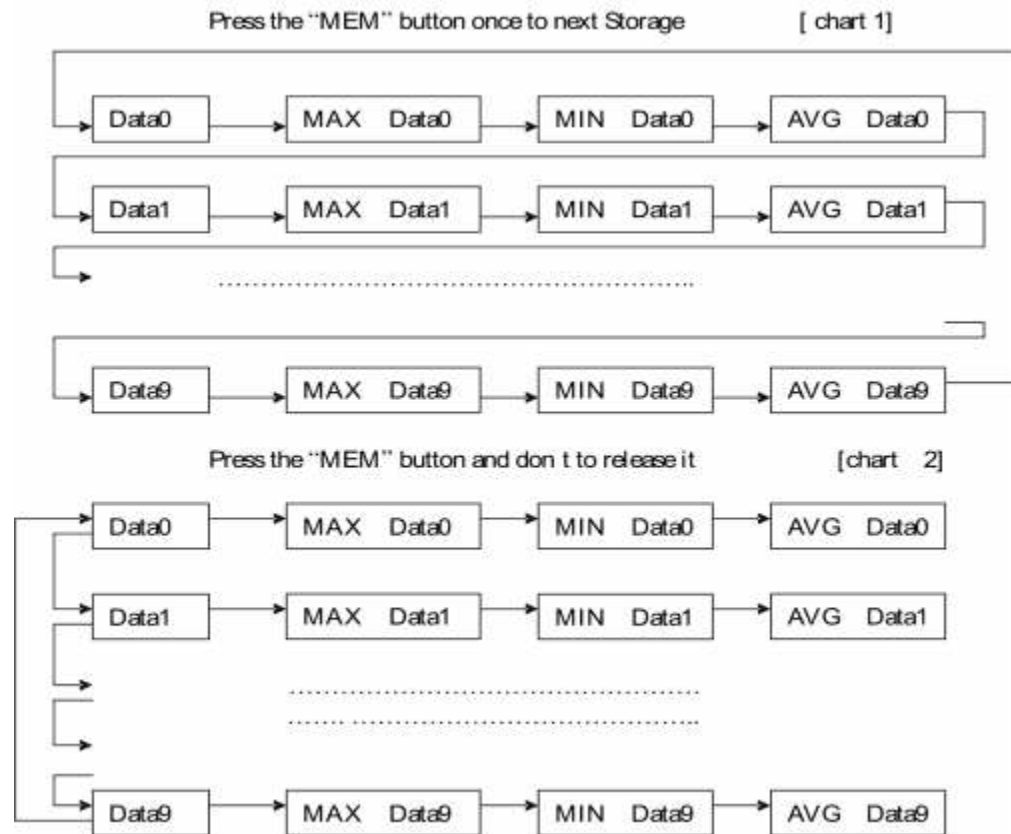 Press the “MEM” button once to next Storage [ chart 1]
Data0 MAX Data0 MIN Data0 AVG Data0
Data1 MAX Data1 MIN Data1 AVG Data1
Data9 MAX Data9 MIN Data9 AVG Data9
Press the “MEM” button and don t to release it [chart 2]
Data0 MAX Data0 MIN Data0 AVG Data0
Data1 MAX Data1 MIN Data1 AVG Data1
Data9 MAX Data9 MIN Data9 AVG Data9